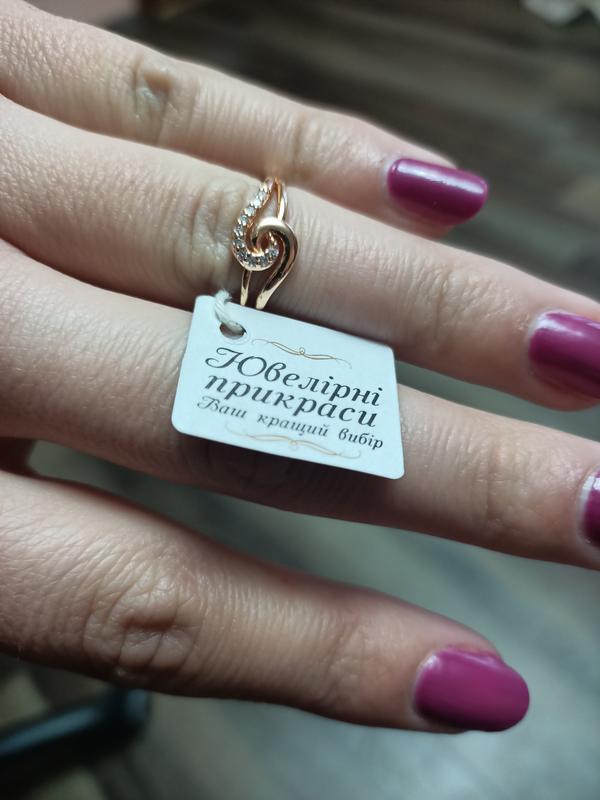 Ювелірні
прикраси
Ваш кращий вибір